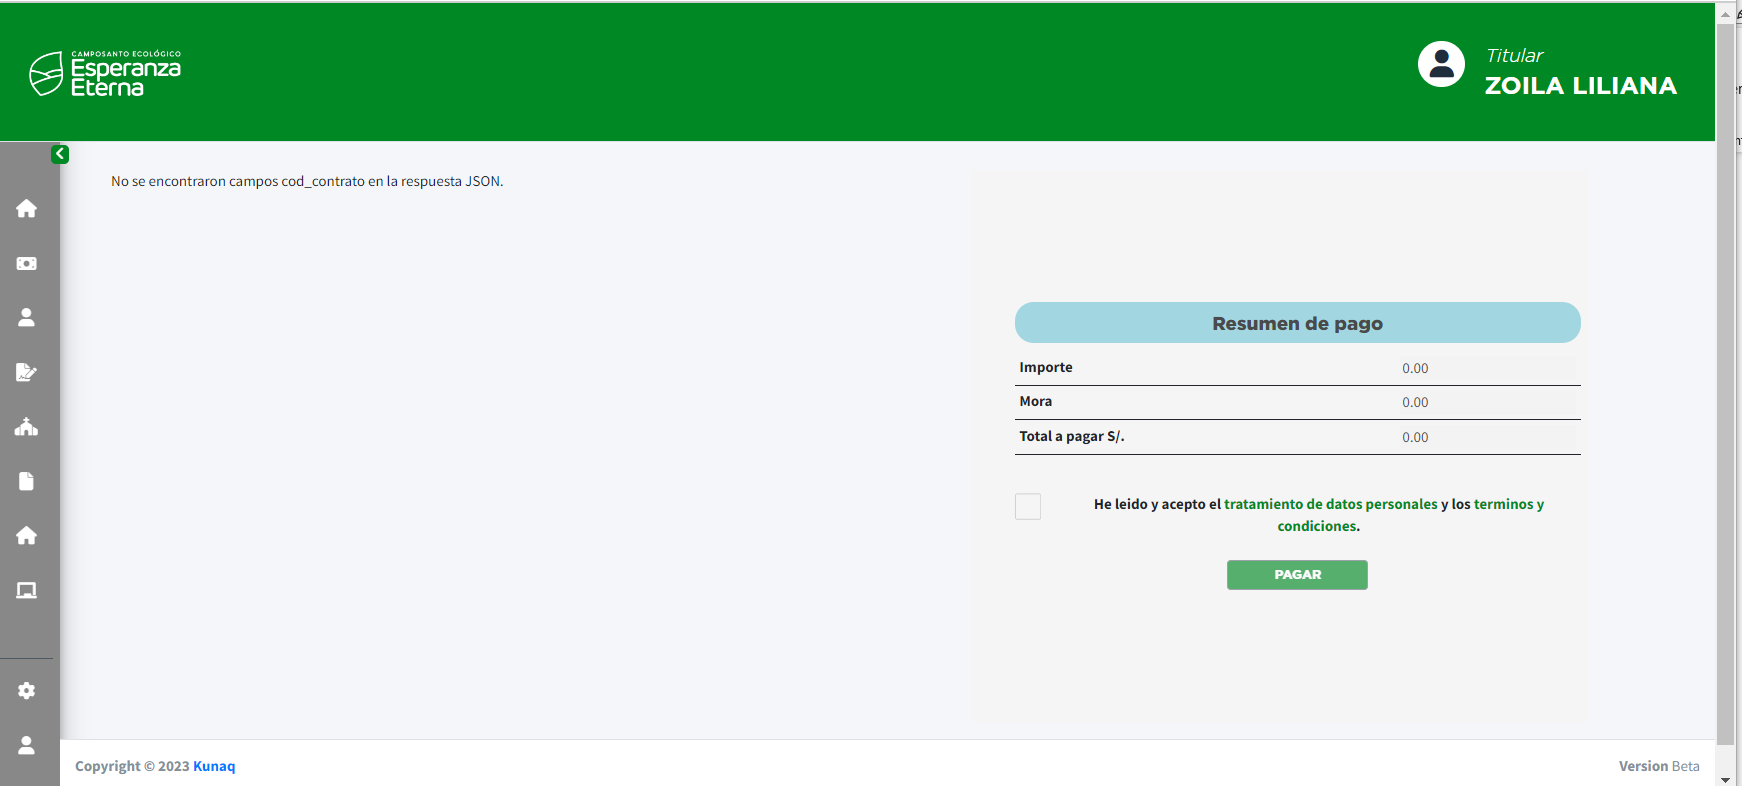 CAMPOSANTO ECOLÓGICO
Esperanza
Eterna
Titular
ZOILA LILIANA
No se encontraron campos cod_contrato en la respuesta JSON.
Resumen de pago
Importe 0.00
Mora 0.00
Total a pagar S/. 0.00
He leido y acepto el tratamiento de datos personales y los terminos y
condiciones.
PAGAR
Copyright © 2023 Kunaq
Version Beta